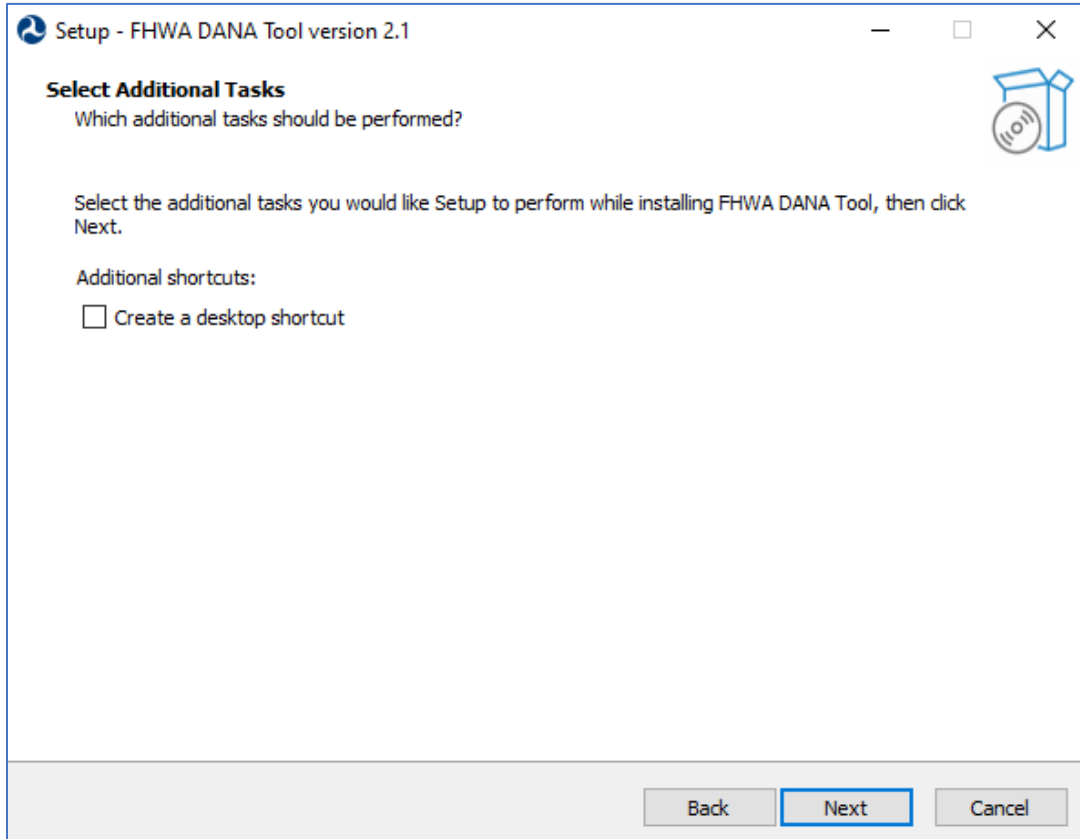 Setup - FHWA DANA Tool version 2.1
Select Additional Tasks
Which additional tasks should be performed?
Select the additional tasks you would like Setup to perform while installing FHWA DANA Tool, then click
Next.
Additional shortcuts:
Create a desktop shortcut
Back Next Cancel